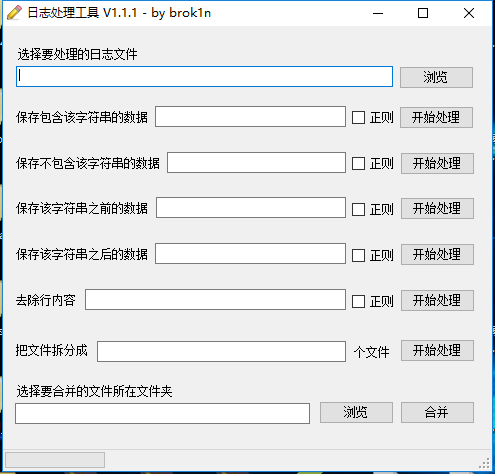 日志处理工具 V1.1.1 - by brok1n
选择要处理的日志文件
浏览
保存包含该字符串的数据 正则 开始处理
保存不包含该字符串的数据 正则 开始处理
保存该字符串之前的数据 正则 开始处理
保存该字符串之后的数据 正则 开始处理
去除行内容 正则 开始处理
把文件拆分成 个文件 开始处理
选择要合并的文件所在文件夹
浏览 合并